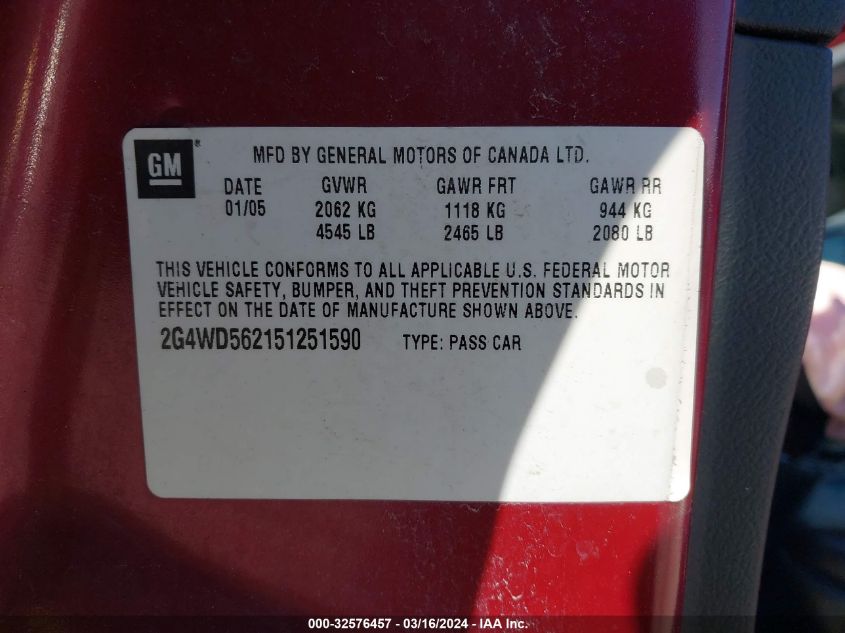 GM ®
MFD BY GENERAL MOTORS OF CANADA LTD.
DATE GVWR GAWR FRT GAWR RR
01/05 2062 KG 1118 KG 944 KG
4545 LB 2465 LB 2080 LB
THIS VEHICLE CONFORMS TO ALL APPLICABLE U.S. FEDERAL MOTOR
VEHICLE SAFETY, BUMPER, AND THEFT PREVENTION STANDARDS IN
EFFECT ON THE DATE OF MANUFACTURE SHOWN ABOVE.
2G4WD562151251590 TYPE: PASS CAR
000-32576457 - 03/16/2024 - IAA Inc.